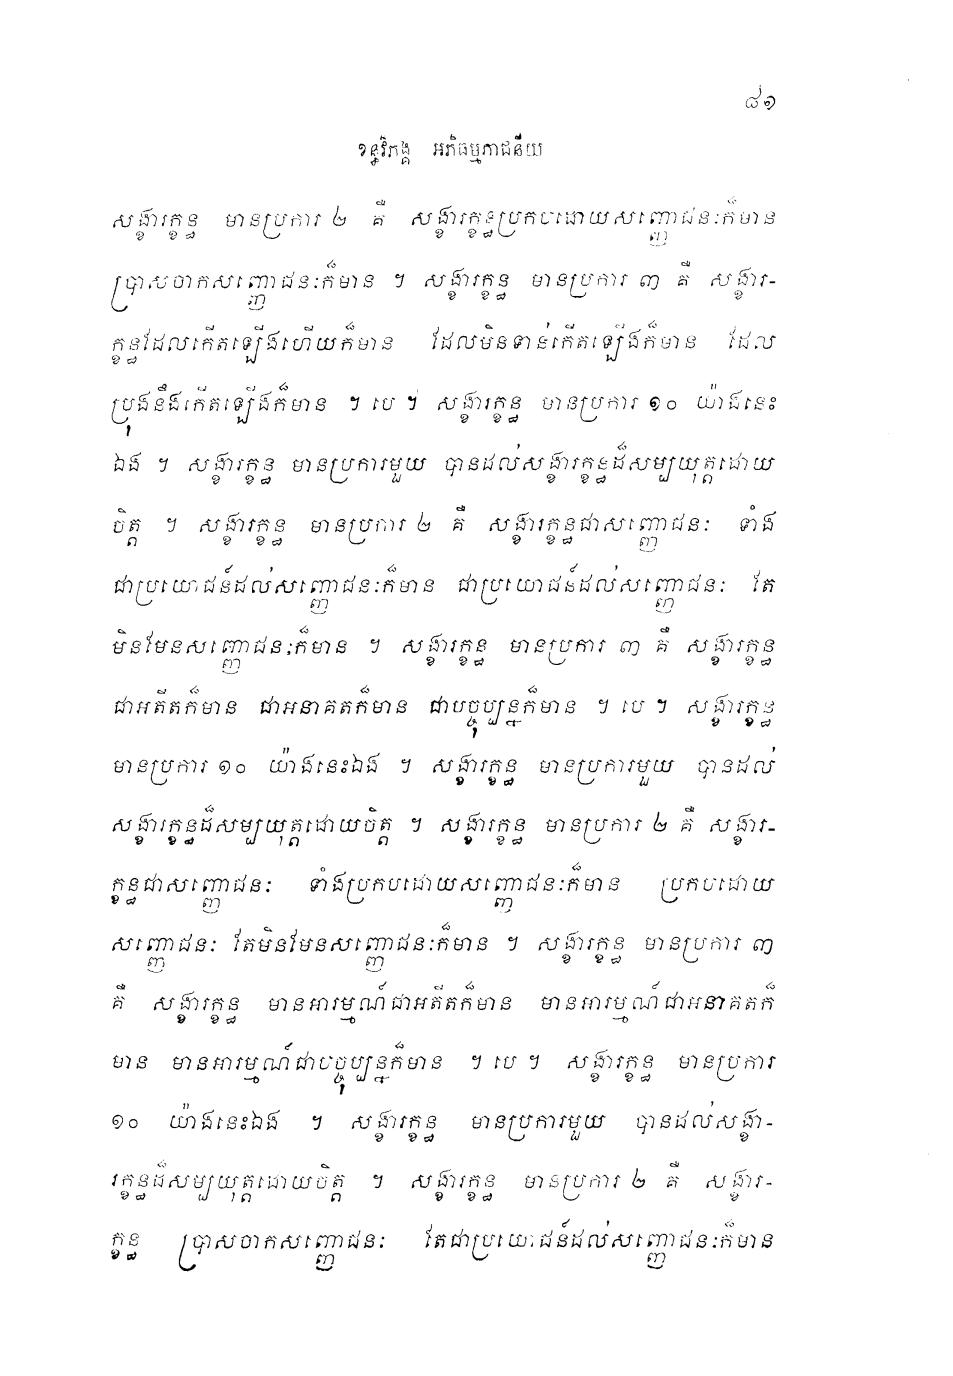 ៨១
ខន្ធវិភង្គ អភិធម្មភាជនីយ
សង្ខារក្ខន្ធ មានប្រការ ២ គឺ សង្ខារក្ខន្ធប្រកបដោយសញ្ញោជនៈក៏មាន
ប្រាសចាកសញ្ញោជនៈក៏មាន ។ សង្ខារក្ខន្ធ មានប្រការ ៣ គឺ សង្ខារ-
ក្ខន្ធដែលកើតឡើងហើយក៏មាន ដែលមិនទាន់កើតឡើងក៏មាន ដែល
ប្រុងនឹងកើតឡើងក៏មាន ។ បេ ។ សង្ខារក្ខន្ធ មានប្រការ ១០ យ៉ាងនេះ
ឯង ។ សង្ខារក្ខន្ធ មានប្រការមួយ បានដល់សង្ខារក្ខន្ធដ៏សម្បយុត្តដោយ
ចិត្ត ។ សង្ខារក្ខន្ធ មានប្រការ ២ គឺ សង្ខារក្ខន្ធជាសញ្ញោជនៈ ទាំង
ជាប្រយោជន៍ដល់សញ្ញោជនៈក៏មាន ជាប្រយោជន៍ដល់សញ្ញោជនៈ តែ
មិនមែនសញ្ញោជនៈក៏មាន ។ សង្ខារក្ខន្ធ មានប្រការ ៣ គឺ សង្ខារក្ខន្ធ
ជាអតីតក៏មាន ជាអនាគតក៏មាន ជាបច្ចុប្បន្នក៏មាន ។ បេ ។ សង្ខារក្ខន្ធ
មានប្រការ ១០ យ៉ាងនេះឯង ។ សង្ខារក្ខន្ធ មានប្រការមួយ បានដល់
សង្ខារក្ខន្ធដ៏សម្បយុត្តដោយចិត្ត ។ សង្ខារក្ខន្ធ មានប្រការ ២ គឺ សង្ខារ-
ក្ខន្ធជាសញ្ញោជនៈ ទាំងប្រកបដោយសញ្ញោជនៈក៏មាន ប្រកបដោយ
សញ្ញោជនៈ តែមិនមែនសញ្ញោជនៈក៏មាន ។ សង្ខារក្ខន្ធ មានប្រការ ៣
គឺ សង្ខារក្ខន្ធ មានអារម្មណ៍ជាអតីតក៏មាន មានអារម្មណ៍ជាអនាគតក៏
មាន មានអារម្មណ៍ជាបច្ចុប្បន្នក៏មាន ។ បេ ។ សង្ខារក្ខន្ធ មានប្រការ
១០ យ៉ាងនេះឯង ។ សង្ខារក្ខន្ធ មានប្រការមួយ បានដល់សង្ខា-
រក្ខន្ធដ៏សម្បយុត្តដោយចិត្ត ។ សង្ខារក្ខន្ធ មានប្រការ ២ គឺ សង្ខារ-
ក្ខន្ធ ប្រាសចាកសញ្ញោជនៈ តែជាប្រយោជន៍ដល់សញ្ញោជនៈក៏មាន